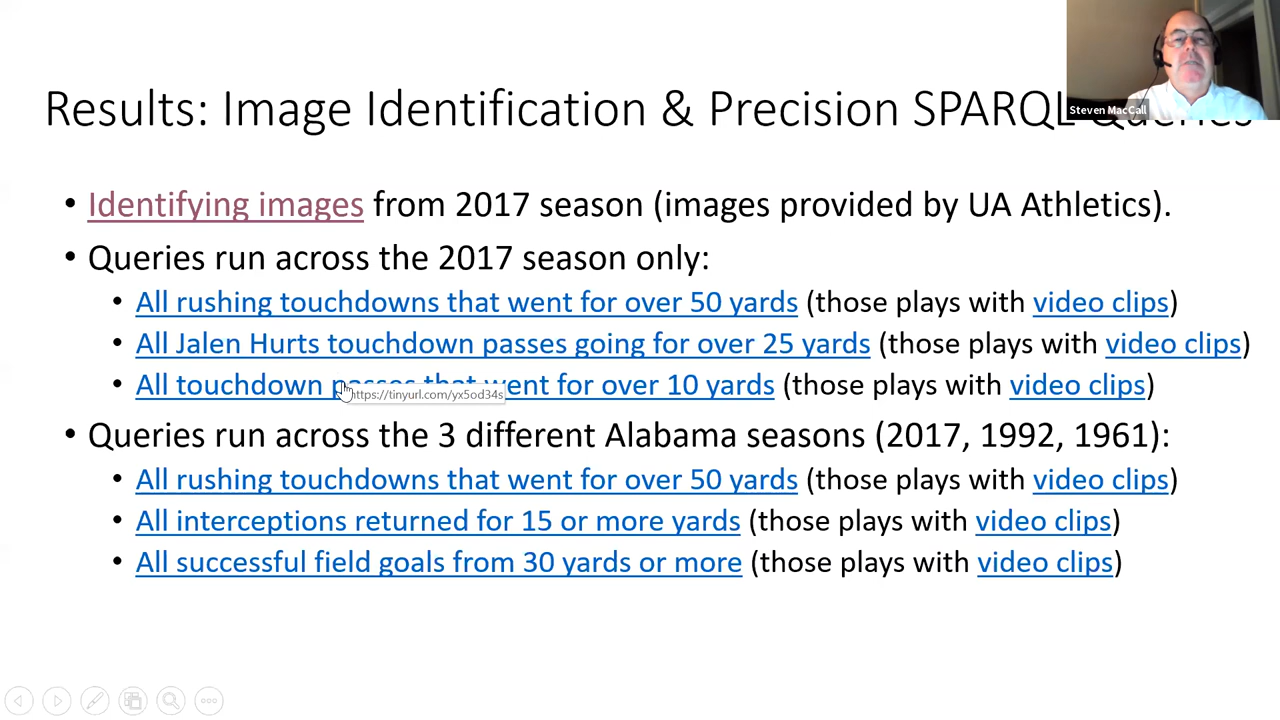 Steven MacCall
Results: Image Identification & Precision SPARQL Queries
• Identifying images from 2017 season (images provided by UA Athletics).
• Queries run across the 2017 season only:
• All rushing touchdowns that went for over 50 yards (those plays with video clips)
• All Jalen Hurts touchdown passes going for over 25 yards (those plays with video clips)
• All touchdown passes that went for over 10 yards (those plays with video clips)
https://tinyurl.com/yx5od34s
• Queries run across the 3 different Alabama seasons (2017, 1992, 1961):
• All rushing touchdowns that went for over 50 yards (those plays with video clips)
• All interceptions returned for 15 or more yards (those plays with video clips)
• All successful field goals from 30 yards or more (those plays with video clips)